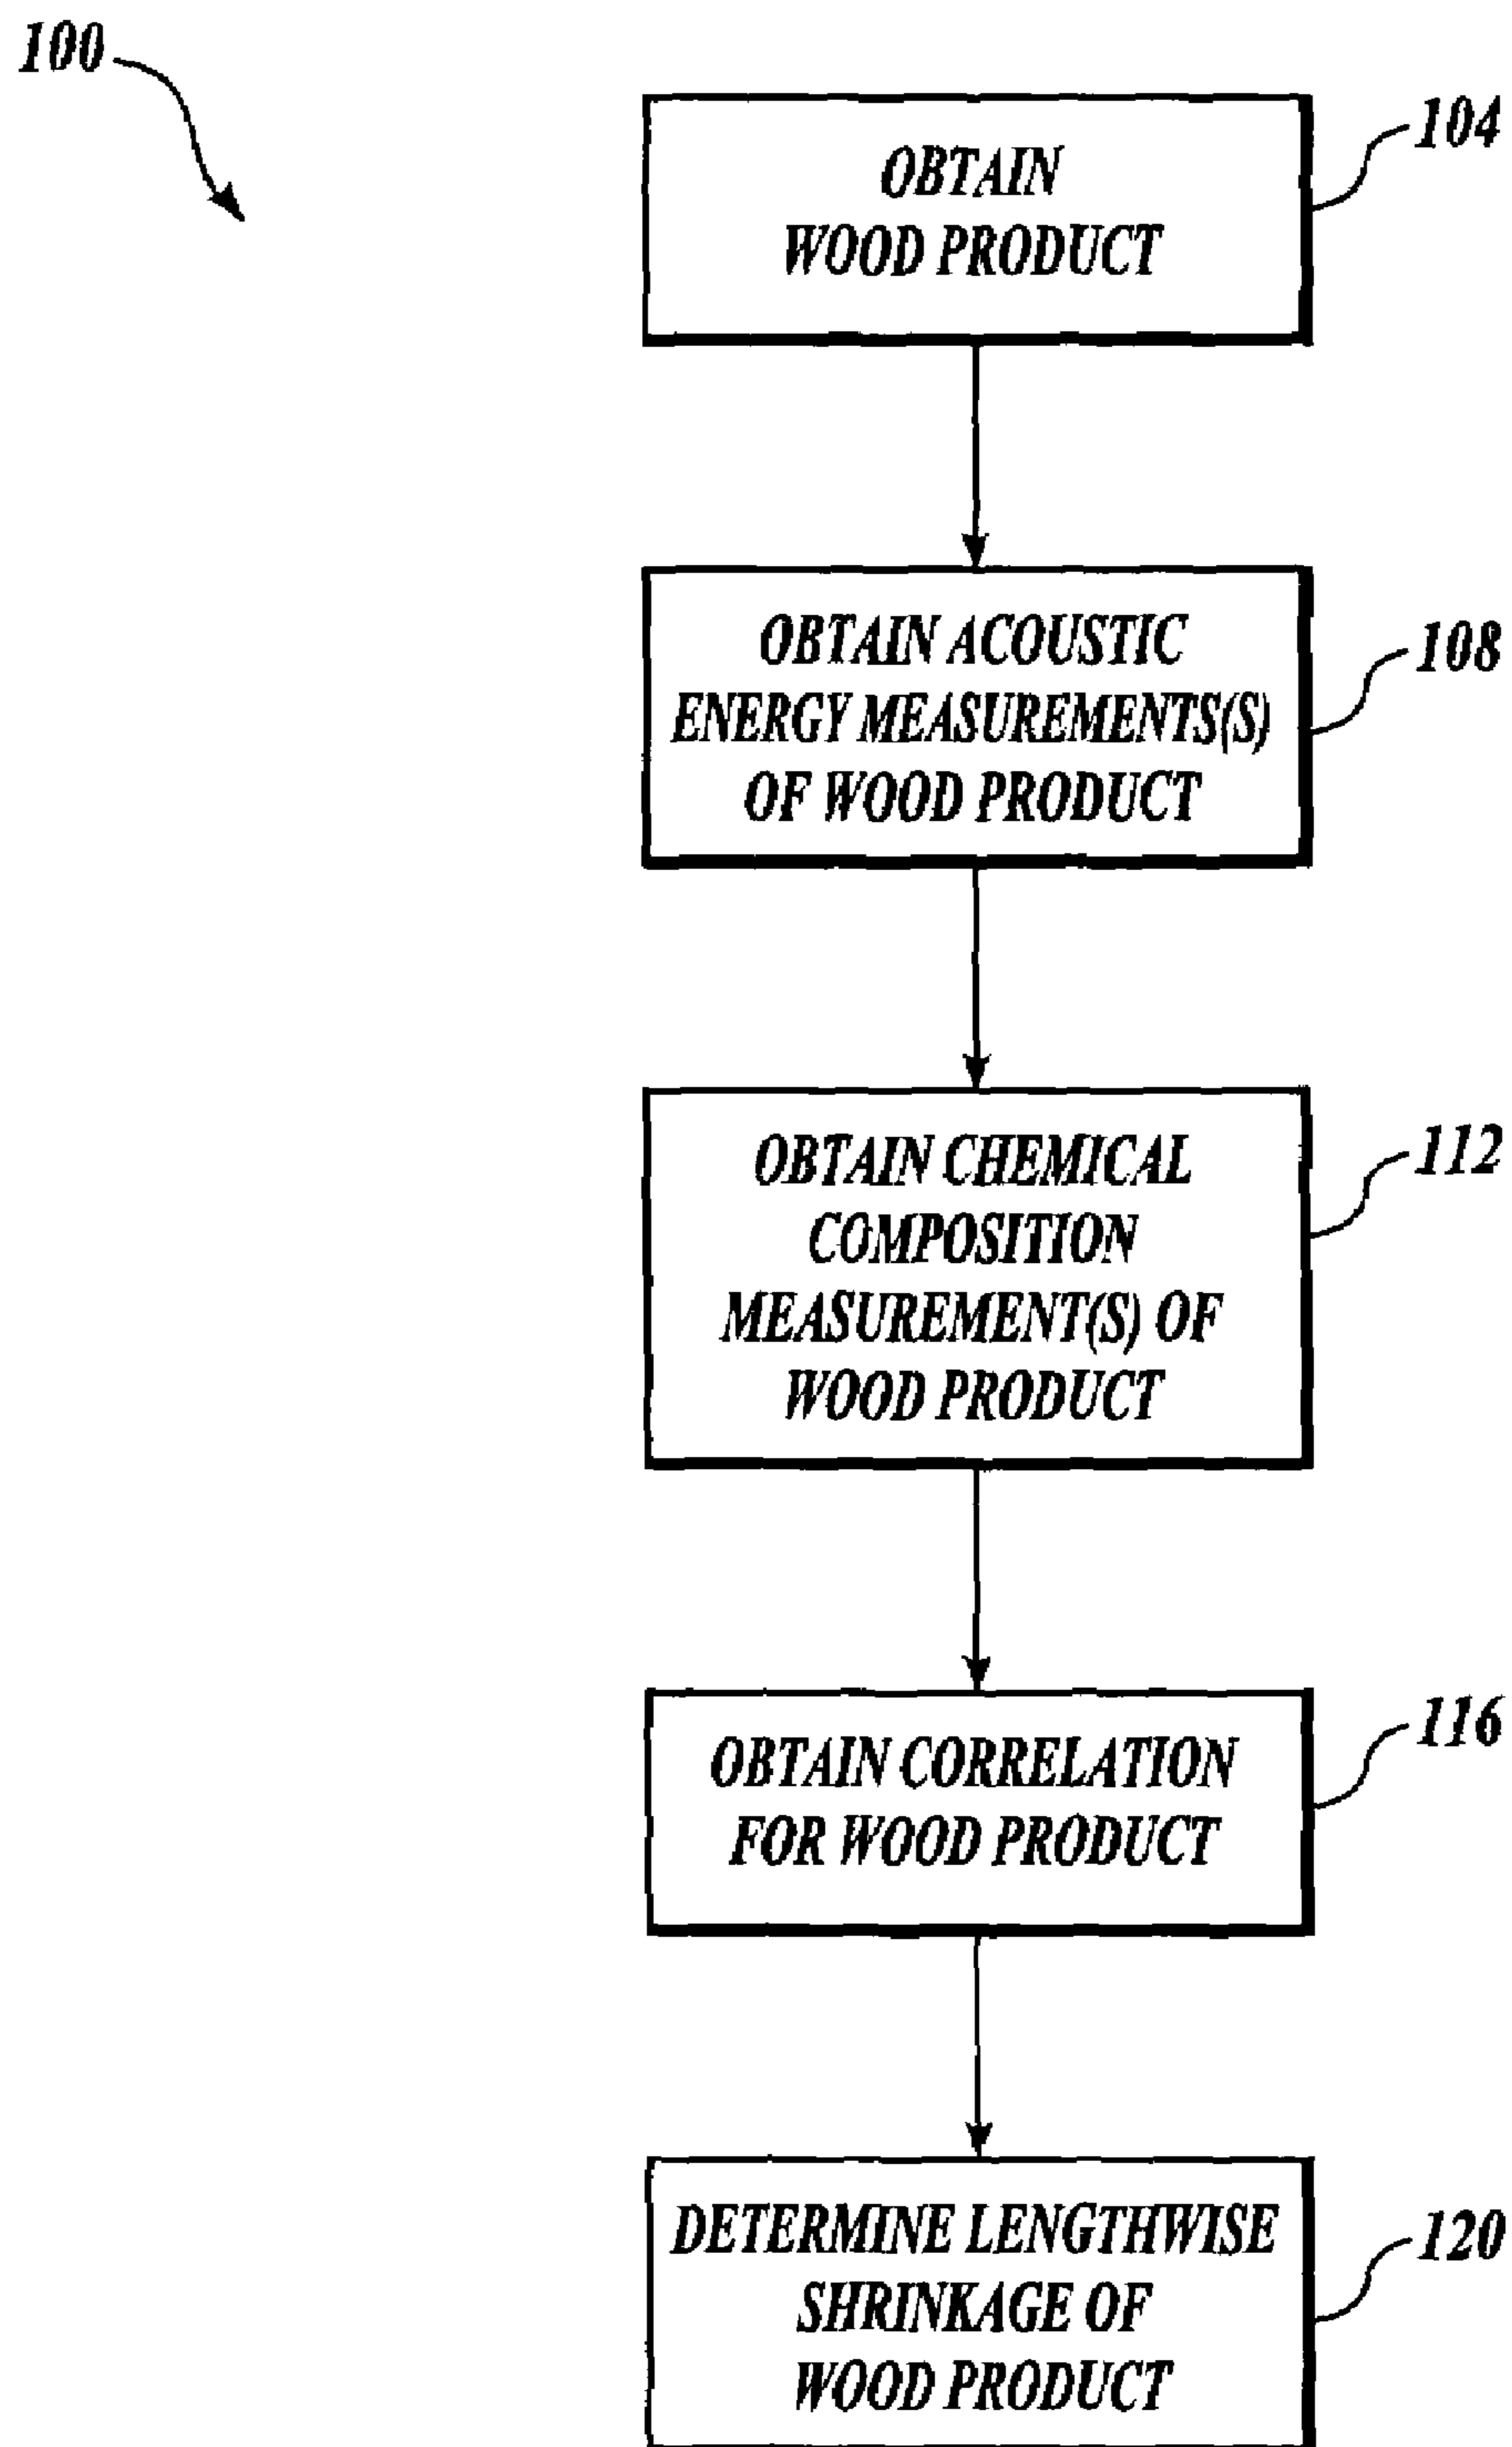 100
OBTAIN
WOOD PRODUCT
104
OBTAIN ACOUSTIC
ENERGY MEASUREMENTS(S)
OF WOOD PRODUCT
108
OBTAIN CHEMICAL
COMPOSITION
MEASUREMENT(S) OF
WOOD PRODUCT
112
OBTAIN CORRELATION
FOR WOOD PRODUCT
116
DETERMINE LENGTHWISE
SHRINKAGE OF
WOOD PRODUCT
120